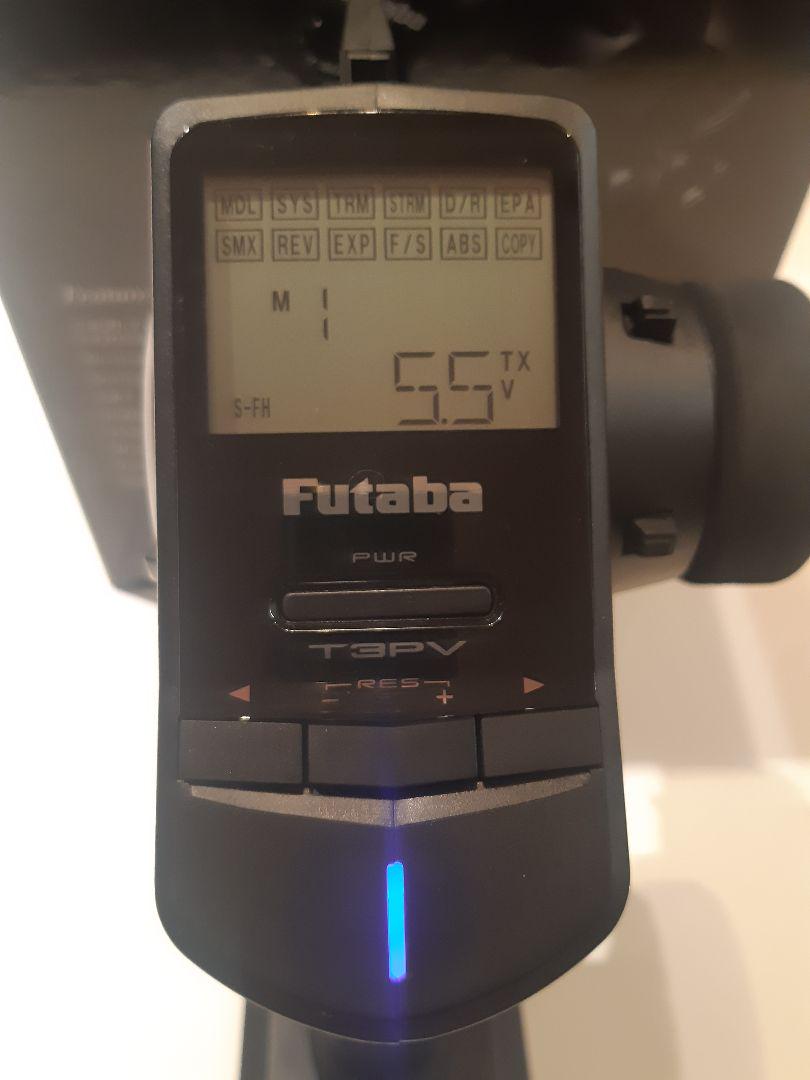 MDL SYS TRM STRM D/R EPA
SMX REV EXP F/S ABS COPY
M 1
5.5 TX V
S-FH
Futaba
PWR
T3PV
RES
- +